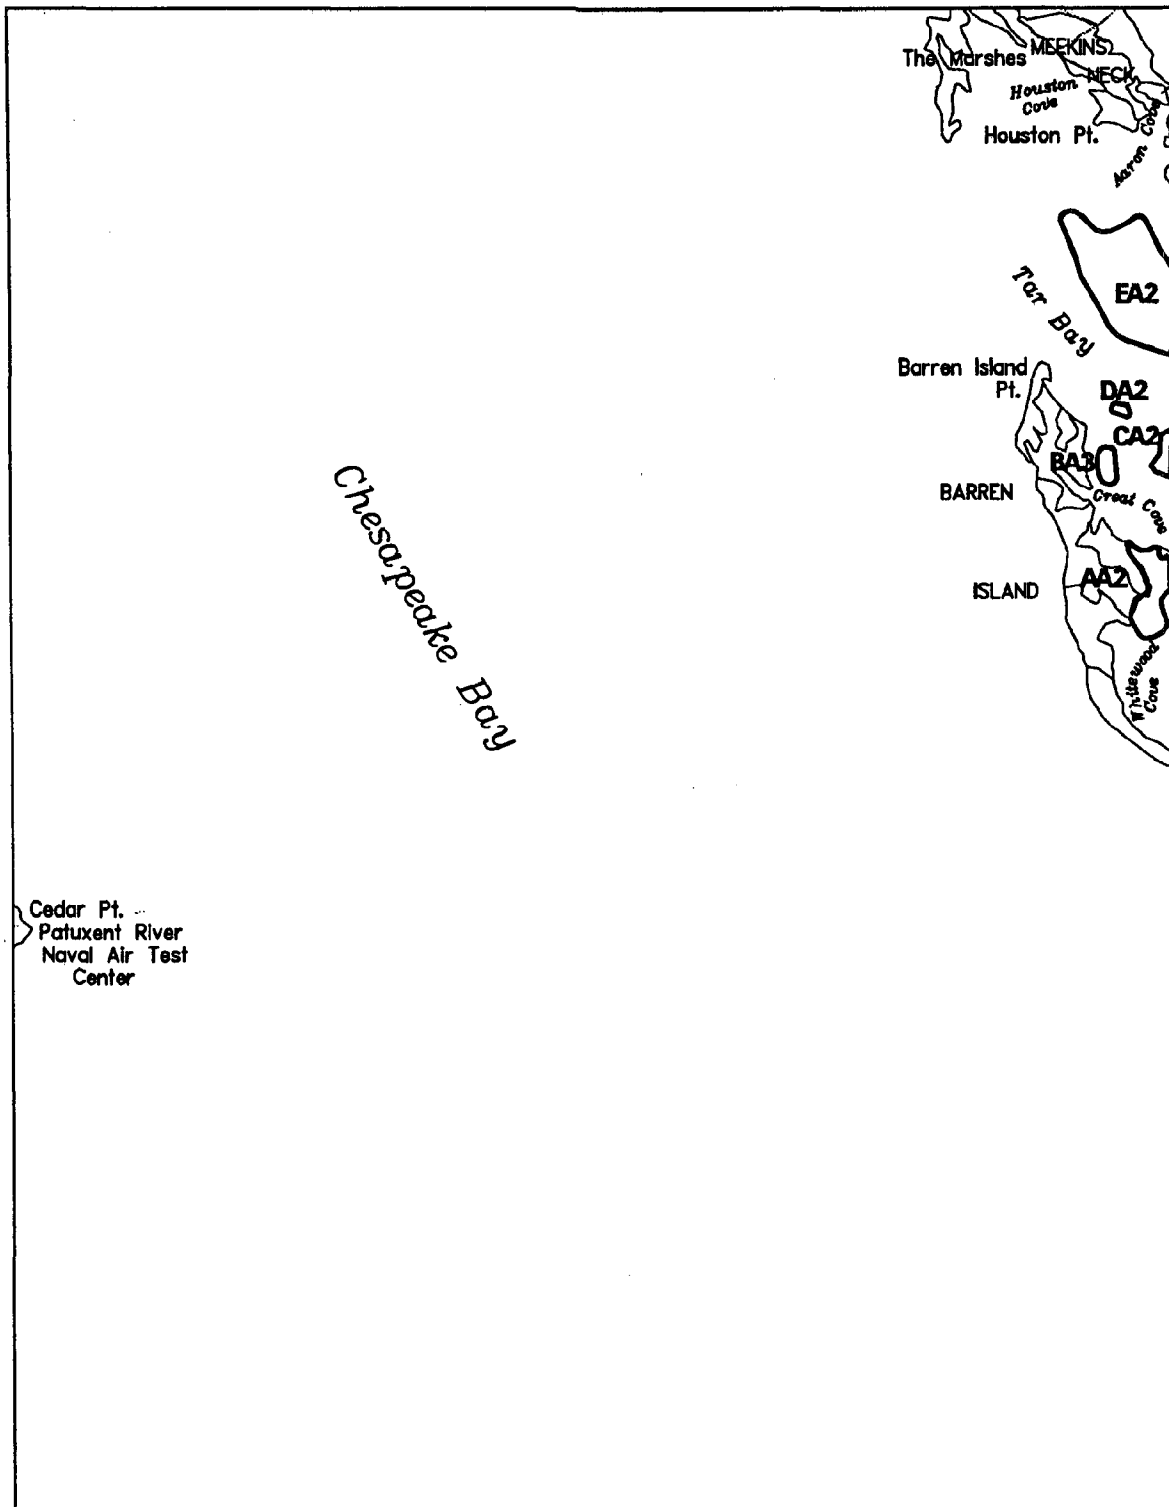 The Marshes
MEEKINS
NECK
Houston
Cove
Houston Pt.
Aaron Cove
EA2
Tar Bay
Barren Island
Pt.
DA2
CA2
BA3
BARREN
Great Cove
Chesapeake Bay
AA2
ISLAND
Whitewood
Cove
Cedar Pt.
Patuxent River
Naval Air Test
Center